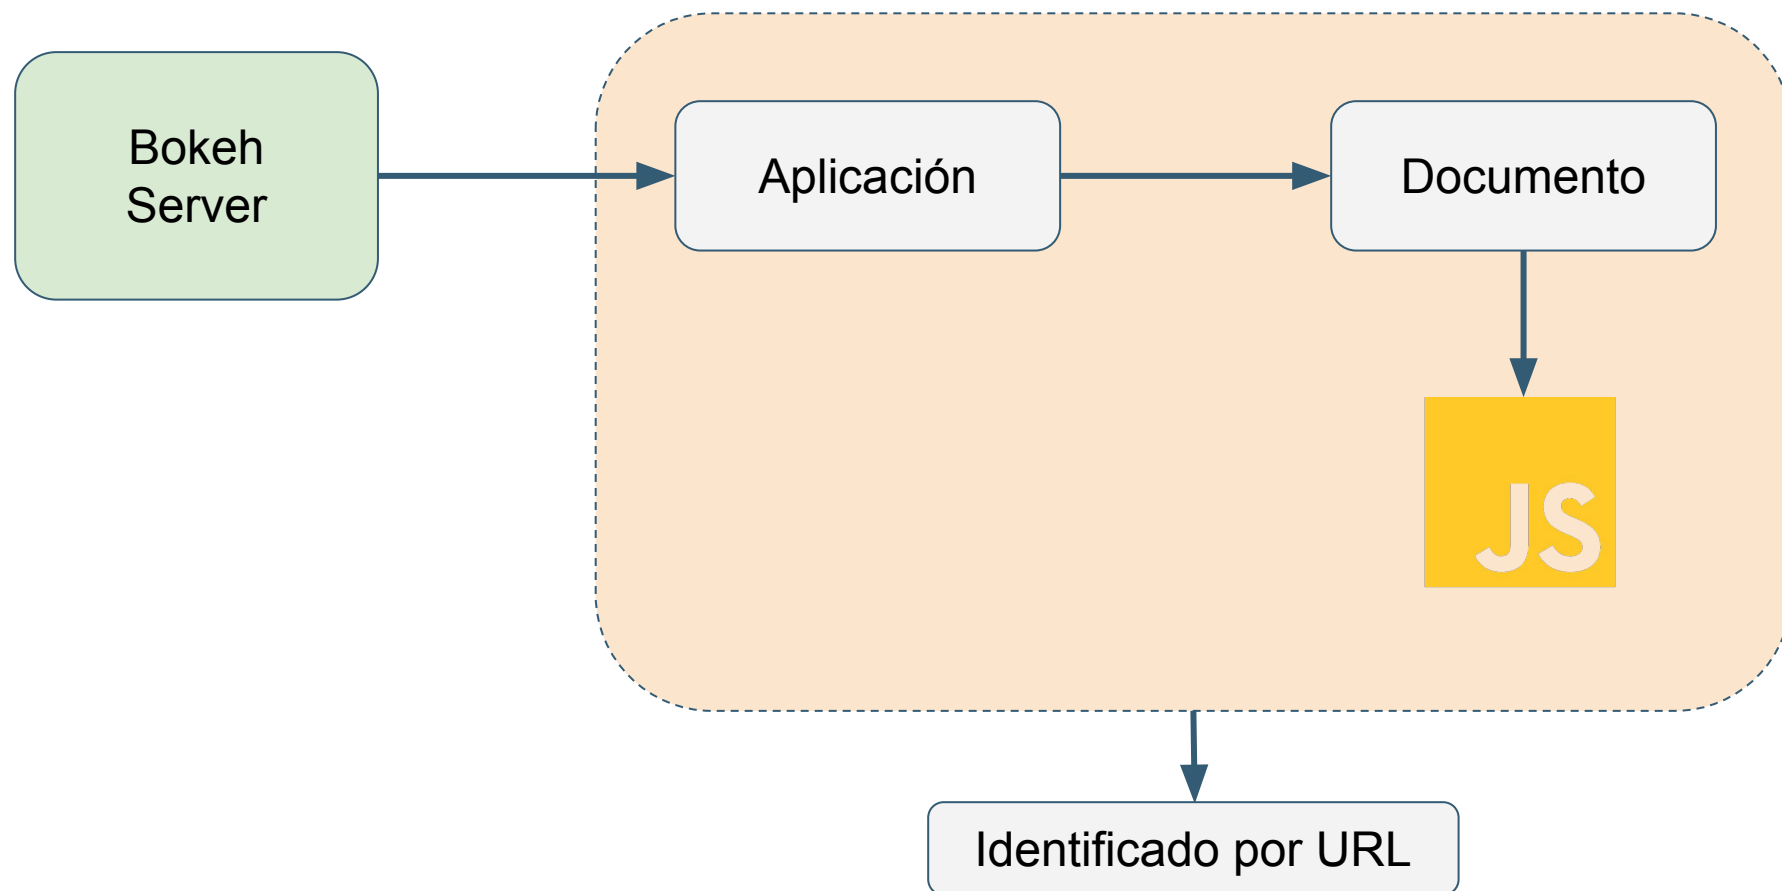 Bokeh
Server
Aplicación
Documento
JS
Identificado por URL